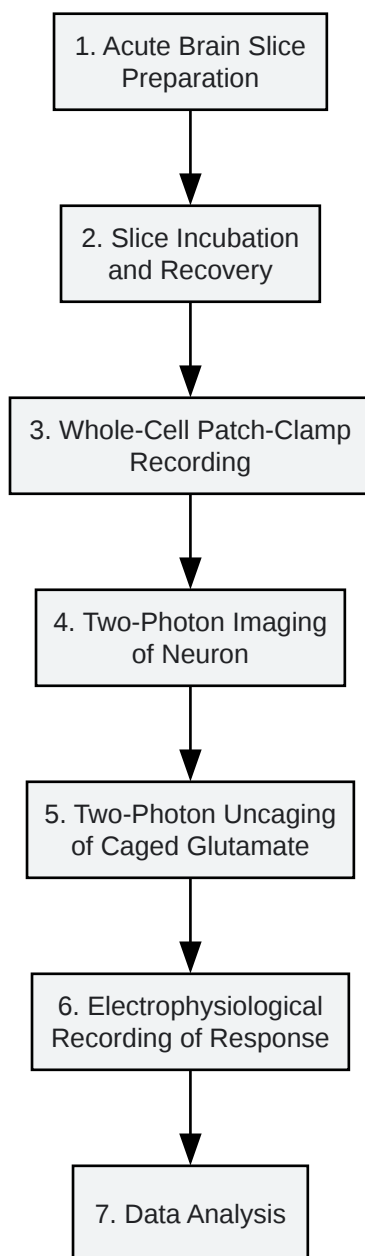 1. Acute Brain Slice
Preparation
2. Slice Incubation
and Recovery
3. Whole-Cell Patch-Clamp
Recording
4. Two-Photon Imaging
of Neuron
5. Two-Photon Uncaging
of Caged Glutamate
6. Electrophysiological
Recording of Response
7. Data Analysis